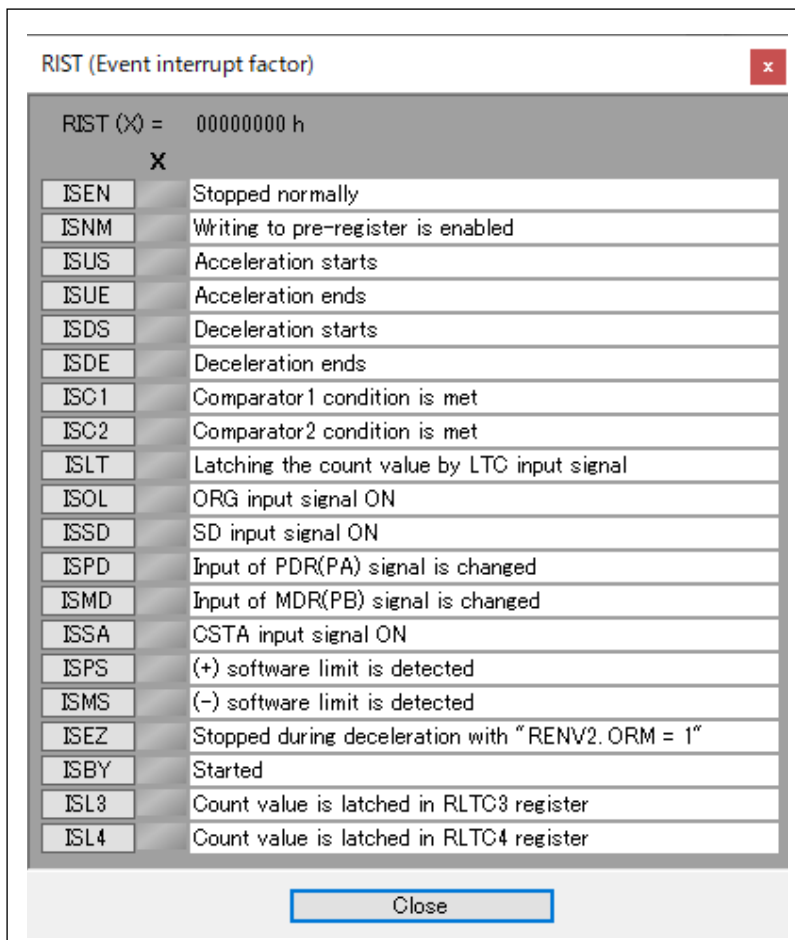 RIST (Event interrupt factor) x
RIST (X) = 00000000 h
X
ISEN Stopped normally
ISNM Writing to pre-register is enabled
ISUS Acceleration starts
ISUE Acceleration ends
ISDS Deceleration starts
ISDE Deceleration ends
ISC1 Comparator1 condition is met
ISC2 Comparator2 condition is met
ISLT Latching the count value by LTC input signal
ISOL ORG input signal ON
ISSD SD input signal ON
ISPD Input of PDR(PA) signal is changed
ISMD Input of MDR(PB) signal is changed
ISSA CSTA input signal ON
ISPS (+) software limit is detected
ISMS (-) software limit is detected
ISEZ Stopped during deceleration with "RENV2.ORM = 1"
ISBY Started
ISL3 Count value is latched in RLTC3 register
ISL4 Count value is latched in RLTC4 register
Close